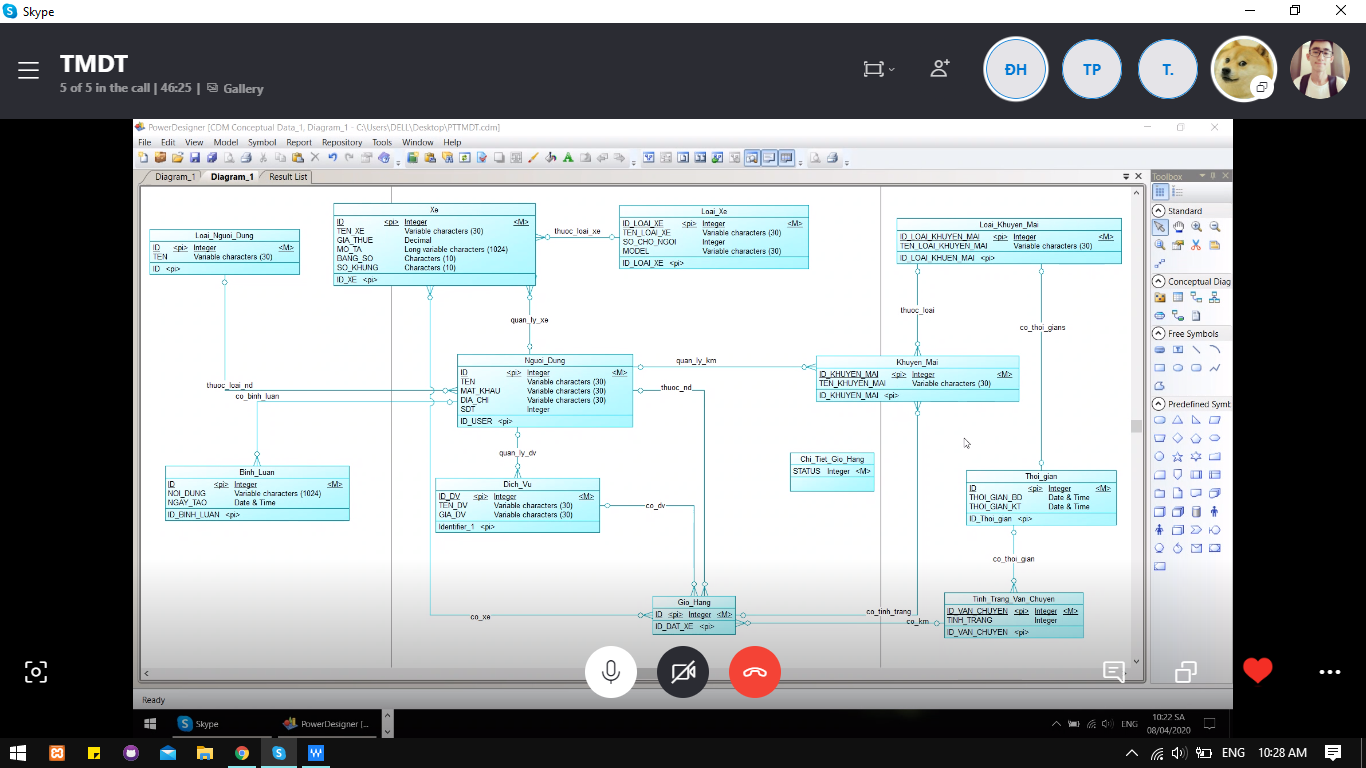 Skype
TMDT
5 of 5 in the call | 46:25 | Gallery
ĐH
TP
T.
PowerDesigner [CDM Conceptual Data_1, Diagram_1 - C:\Users\DELL\Desktop\PTTMDT.cdm]
File Edit View Model Symbol Report Repository Tools Window Help
Diagram_1 Diagram_1 Result List
Toolbox
Standard
Conceptual Diag
Free Symbols
Predefined Symb
Loai_Nguoi_Dung
ID <pi> Integer <M>
TEN Variable characters (30)
ID <pi>
Xe
ID <pi> Integer <M>
TEN_XE Variable characters (30)
GIA_THUE Decimal
MO_TA Long variable characters (1024)
BANG_SO Characters (10)
SO_KHUNG Characters (10)
ID_XE <pi>
thuoc_loai_xe
Loai_Xe
ID_LOAI_XE <pi> Integer <M>
TEN_LOAI_XE Variable characters (30)
SO_CHO_NGOI Integer
MODEL Variable characters (30)
ID_LOAI_XE <pi>
Loai_Khuyen_Mai
ID_LOAI_KHUYEN_MAI <pi> Integer <M>
TEN_LOAI_KHUYEN_MAI Variable characters (30)
ID_LOAI_KHUEN_MAI <pi>
quan_ly_xe
thuoc_loai
co_thoi_gians
Nguoi_Dung
ID <pi> Integer <M>
TEN Variable characters (30)
MAT_KHAU Variable characters (30)
DIA_CHI Variable characters (30)
SDT Integer
ID_USER <pi>
quan_ly_km
thuoc_nd
Khuyen_Mai
ID_KHUYEN_MAI <pi> Integer <M>
TEN_KHUYEN_MAI Variable characters (30)
ID_KHUYEN_MAI <pi>
thuoc_loai_nd
co_binh_luan
quan_ly_dv
Binh_Luan
ID <pi> Integer <M>
NOI_DUNG Variable characters (1024)
NGAY_TAO Date & Time
ID_BINH_LUAN <pi>
Dich_Vu
ID_DV <pi> Integer <M>
TEN_DV Variable characters (30)
GIA_DV Variable characters (30)
Identifier_1 <pi>
co_dv
Chi_Tiet_Gio_Hang
STATUS Integer <M>
Thoi_gian
ID <pi> Integer <M>
THOI_GIAN_BD Date & Time
THOI_GIAN_KT Date & Time
ID_Thoi_gian <pi>
co_thoi_gian
Gio_Hang
ID <pi> Integer <M>
ID_DAT_XE <pi>
co_xe
co_tinh_trang
co_km
Tinh_Trang_Van_Chuyen
ID_VAN_CHUYEN <pi> Integer <M>
TINH_TRANG Integer
ID_VAN_CHUYEN <pi>
Ready
Skype
PowerDesigner [...
ENG
10:22 SA
08/04/2020
ENG
10:28 AM